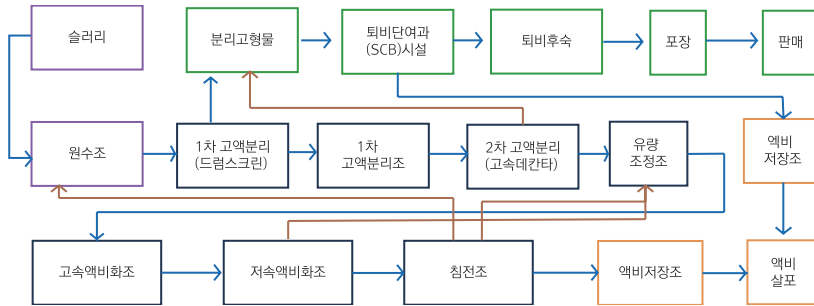 슬러리
분리고형물
퇴비단여과
(SCB)시설
퇴비후숙
포장
판매
원수조
1차 고액분리
(드럼스크린)
1차
고액분리조
2차 고액분리
(고속데칸타)
유량
조정조
엑비
저장조
고속액비화조
저속액비화조
침전조
액비저장조
액비
살포